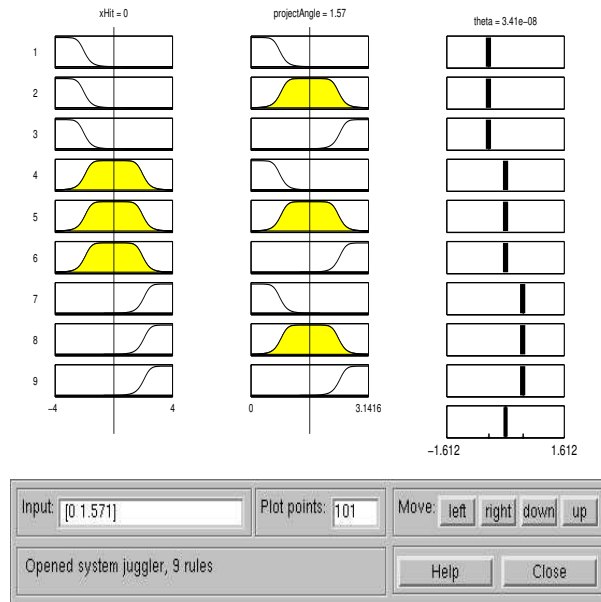 xHit = 0
projectAngle = 1.57
theta = 3.41e-08
1
2
3
4
5
6
7
8
9
−4
4
0
3.1416
−1.612
1.612
Input: [0 1.571]
Plot points: 101
Move: left right down up
Opened system juggler, 9 rules
Help
Close